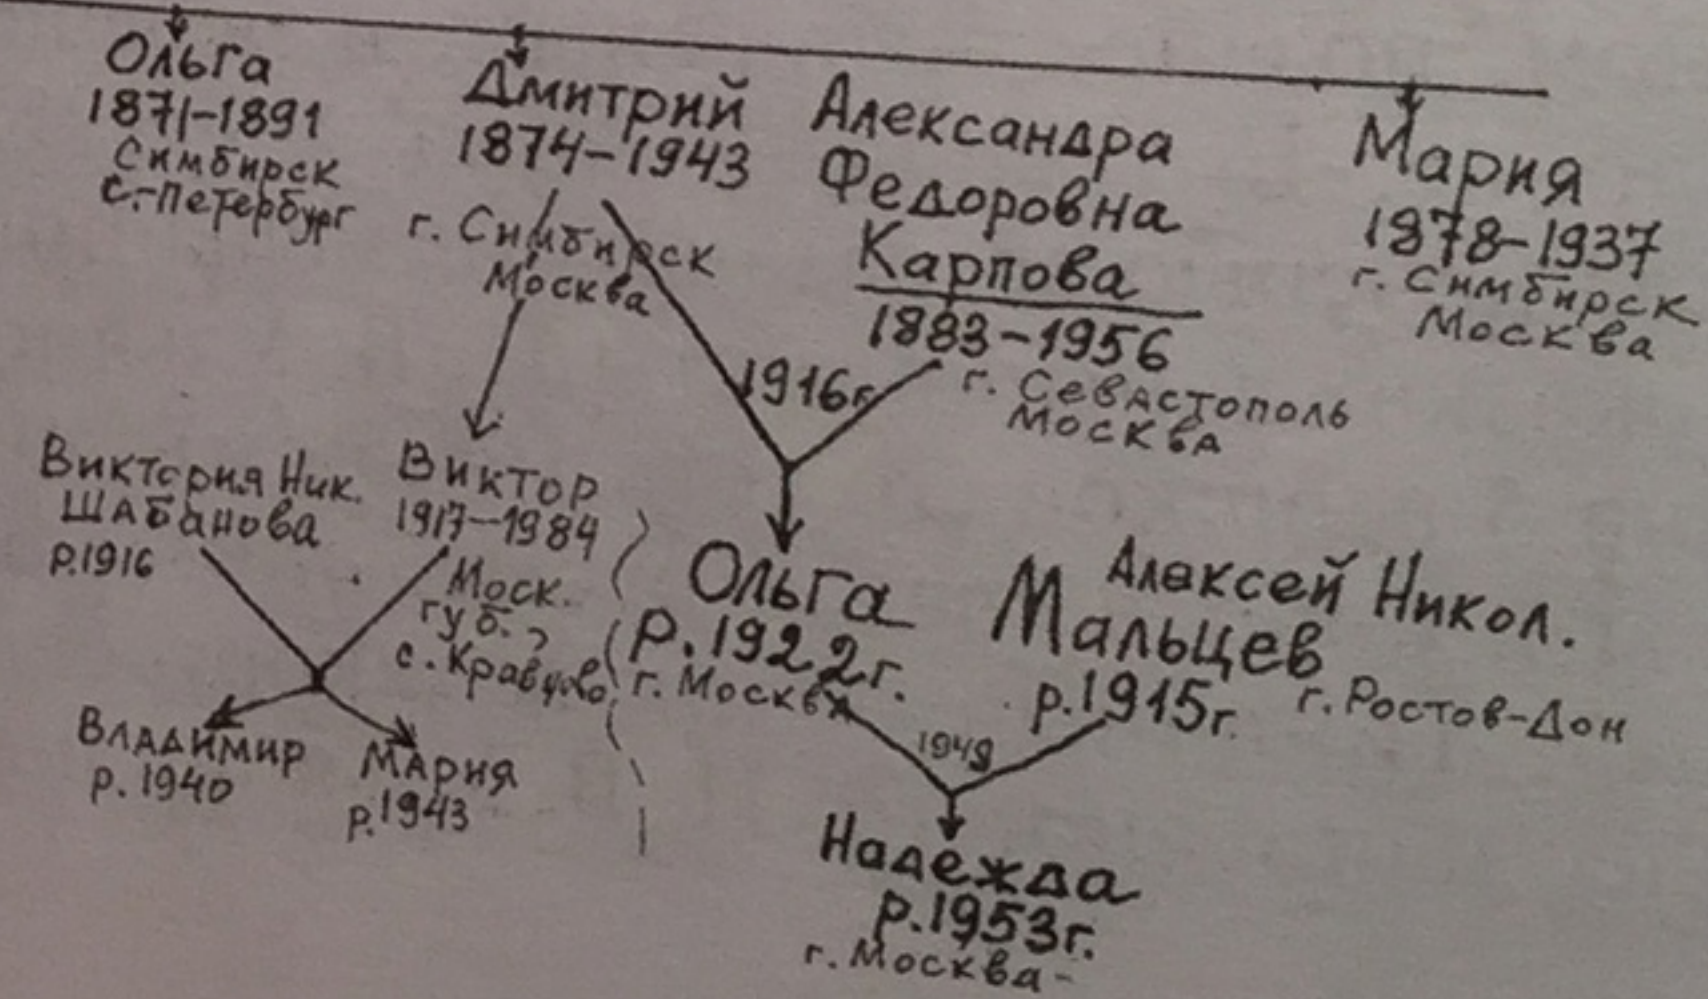 Ольга
1871-1891
Симбирск
С.-Петербург
Дмитрий
1874-1943
г. Симбирск
Москва
Александра
Федоровна
Карпова
1883-1956
г. Севастополь
Москва
Мария
1878-1937
г. Симбирск
Москва
1916г.
Виктория Ник.
Шабанова
р.1916
Виктор
1917-1984
Моск.
губ.,
с. Кравцово
Ольга
р.1922г.
г. Москва
Алексей Никол.
Мальцев
р.1915г.
г. Ростов-Дон
1949
Владимир
р. 1940
Мария
р.1943
Надежда
р.1953г.
г. Москва-